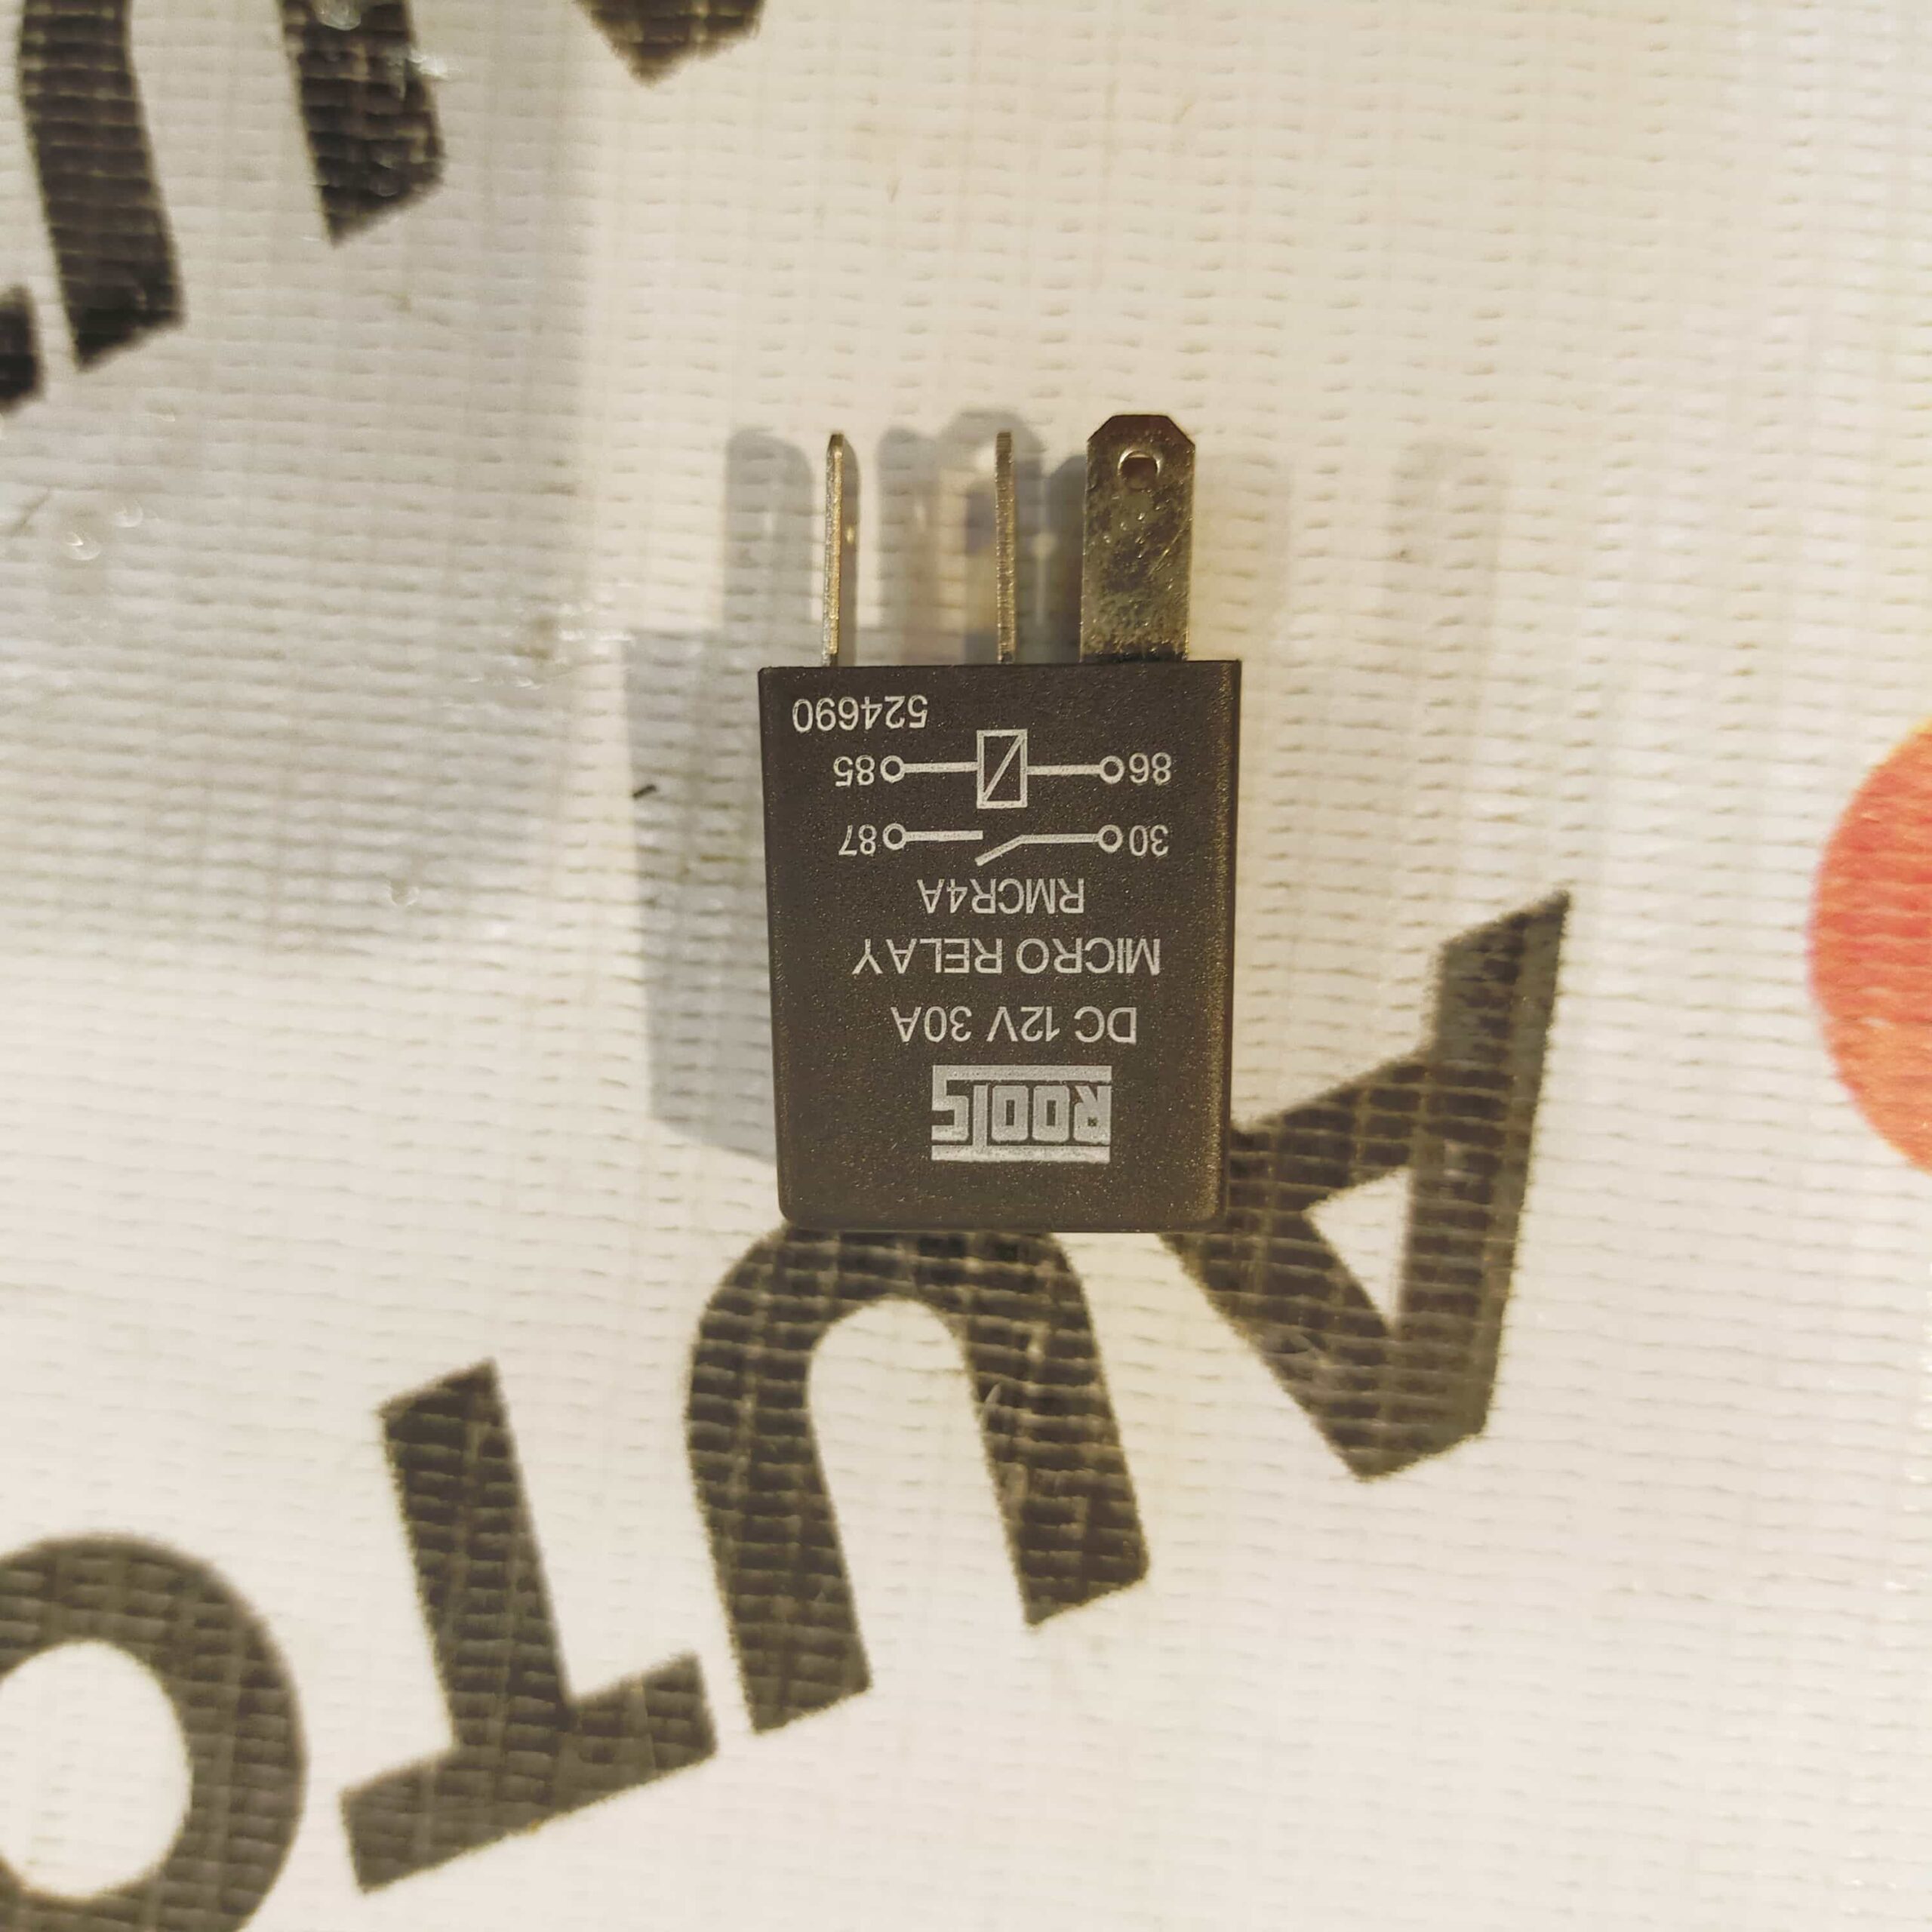 ROOTS
DC 12V 30A
MICRO RELAY
RMCR4A
30 87
86 85
524690
AUTO